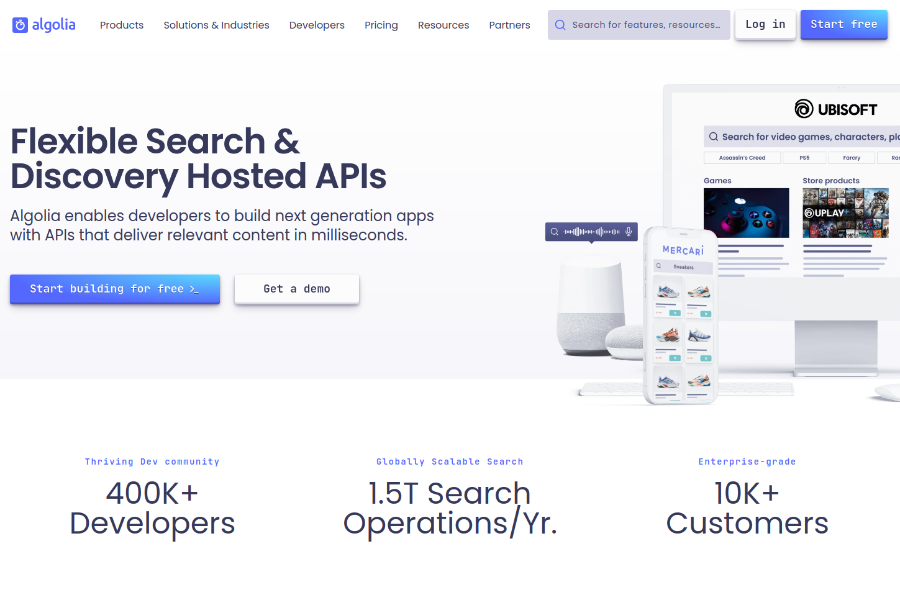 algolia
Products
Solutions & Industries
Developers
Pricing
Resources
Partners
Search for features, resources...
Log in
Start free
Flexible Search &
Discovery Hosted APIs
Algolia enables developers to build next generation apps
with APIs that deliver relevant content in milliseconds.
Start building for free >_
Get a demo
UBISOFT
Search for video games, characters, pla
Assassin's Creed
PS5
Farcry
Games
Store products
UPLAY
MERCARI
Sneakers
Thriving Dev community
400K+
Developers
Globally Scalable Search
1.5T Search
Operations/Yr.
Enterprise-grade
10K+
Customers